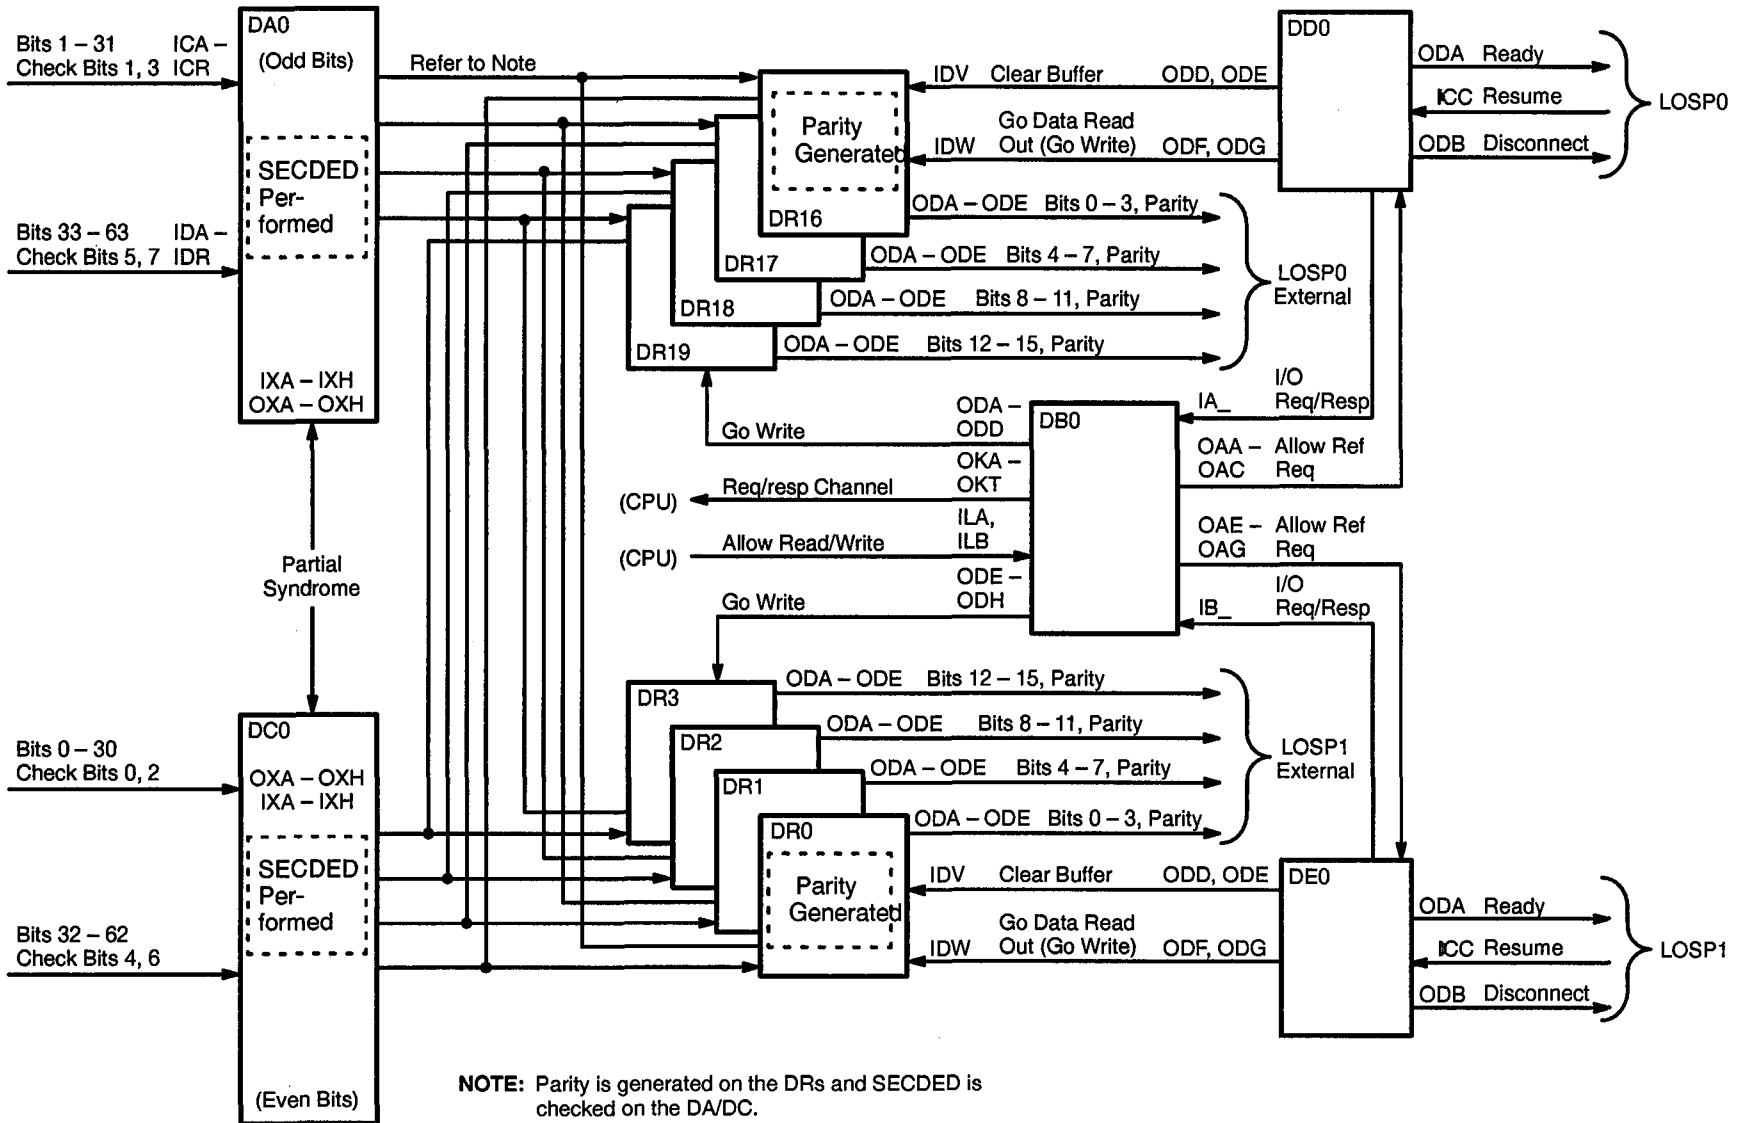 DA0
(Odd Bits)
Bits 1 – 31 ICA –
Check Bits 1, 3 ICR
SECDED
Per-
formed
Bits 33 – 63 IDA –
Check Bits 5, 7 IDR
IXA – IXH
OXA – OXH
Refer to Note
Parity
Generated
DR16
DR17
DR18
DR19
IDV Clear Buffer ODD, ODE
Go Data Read
IDW Out (Go Write) ODF, ODG
DD0
ODA Ready
ICC Resume
ODB Disconnect
LOSP0
ODA – ODE Bits 0 – 3, Parity
ODA – ODE Bits 4 – 7, Parity
ODA – ODE Bits 8 – 11, Parity
ODA – ODE Bits 12 – 15, Parity
LOSP0
External
DB0
Go Write
ODA –
ODD
(CPU)
Req/resp Channel
OKA –
OKT
(CPU)
Allow Read/Write
ILA,
ILB
Go Write
ODE –
ODH
I/O
IA_ Req/Resp
OAA – Allow Ref
OAC Req
OAE – Allow Ref
OAG Req
I/O
IB_ Req/Resp
Partial
Syndrome
DC0
Bits 0 – 30
Check Bits 0, 2
OXA – OXH
IXA – IXH
SECDED
Per-
formed
Bits 32 – 62
Check Bits 4, 6
(Even Bits)
DR3
DR2
DR1
DR0
Parity
Generated
ODA – ODE Bits 12 – 15, Parity
ODA – ODE Bits 8 – 11, Parity
ODA – ODE Bits 4 – 7, Parity
ODA – ODE Bits 0 – 3, Parity
LOSP1
External
IDV Clear Buffer ODD, ODE
Go Data Read
IDW Out (Go Write) ODF, ODG
DE0
ODA Ready
ICC Resume
ODB Disconnect
LOSP1
NOTE: Parity is generated on the DRs and SECDED is
checked on the DA/DC.